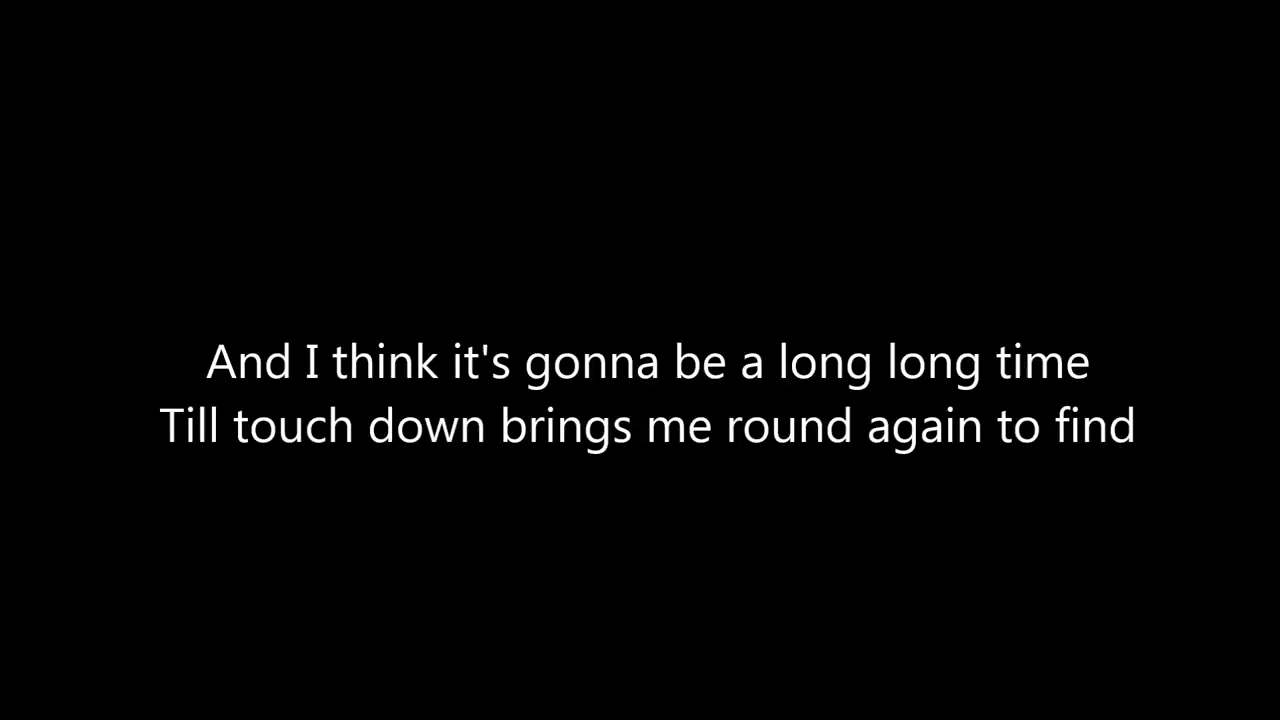 And I think it's gonna be a long long time
Till touch down brings me round again to find